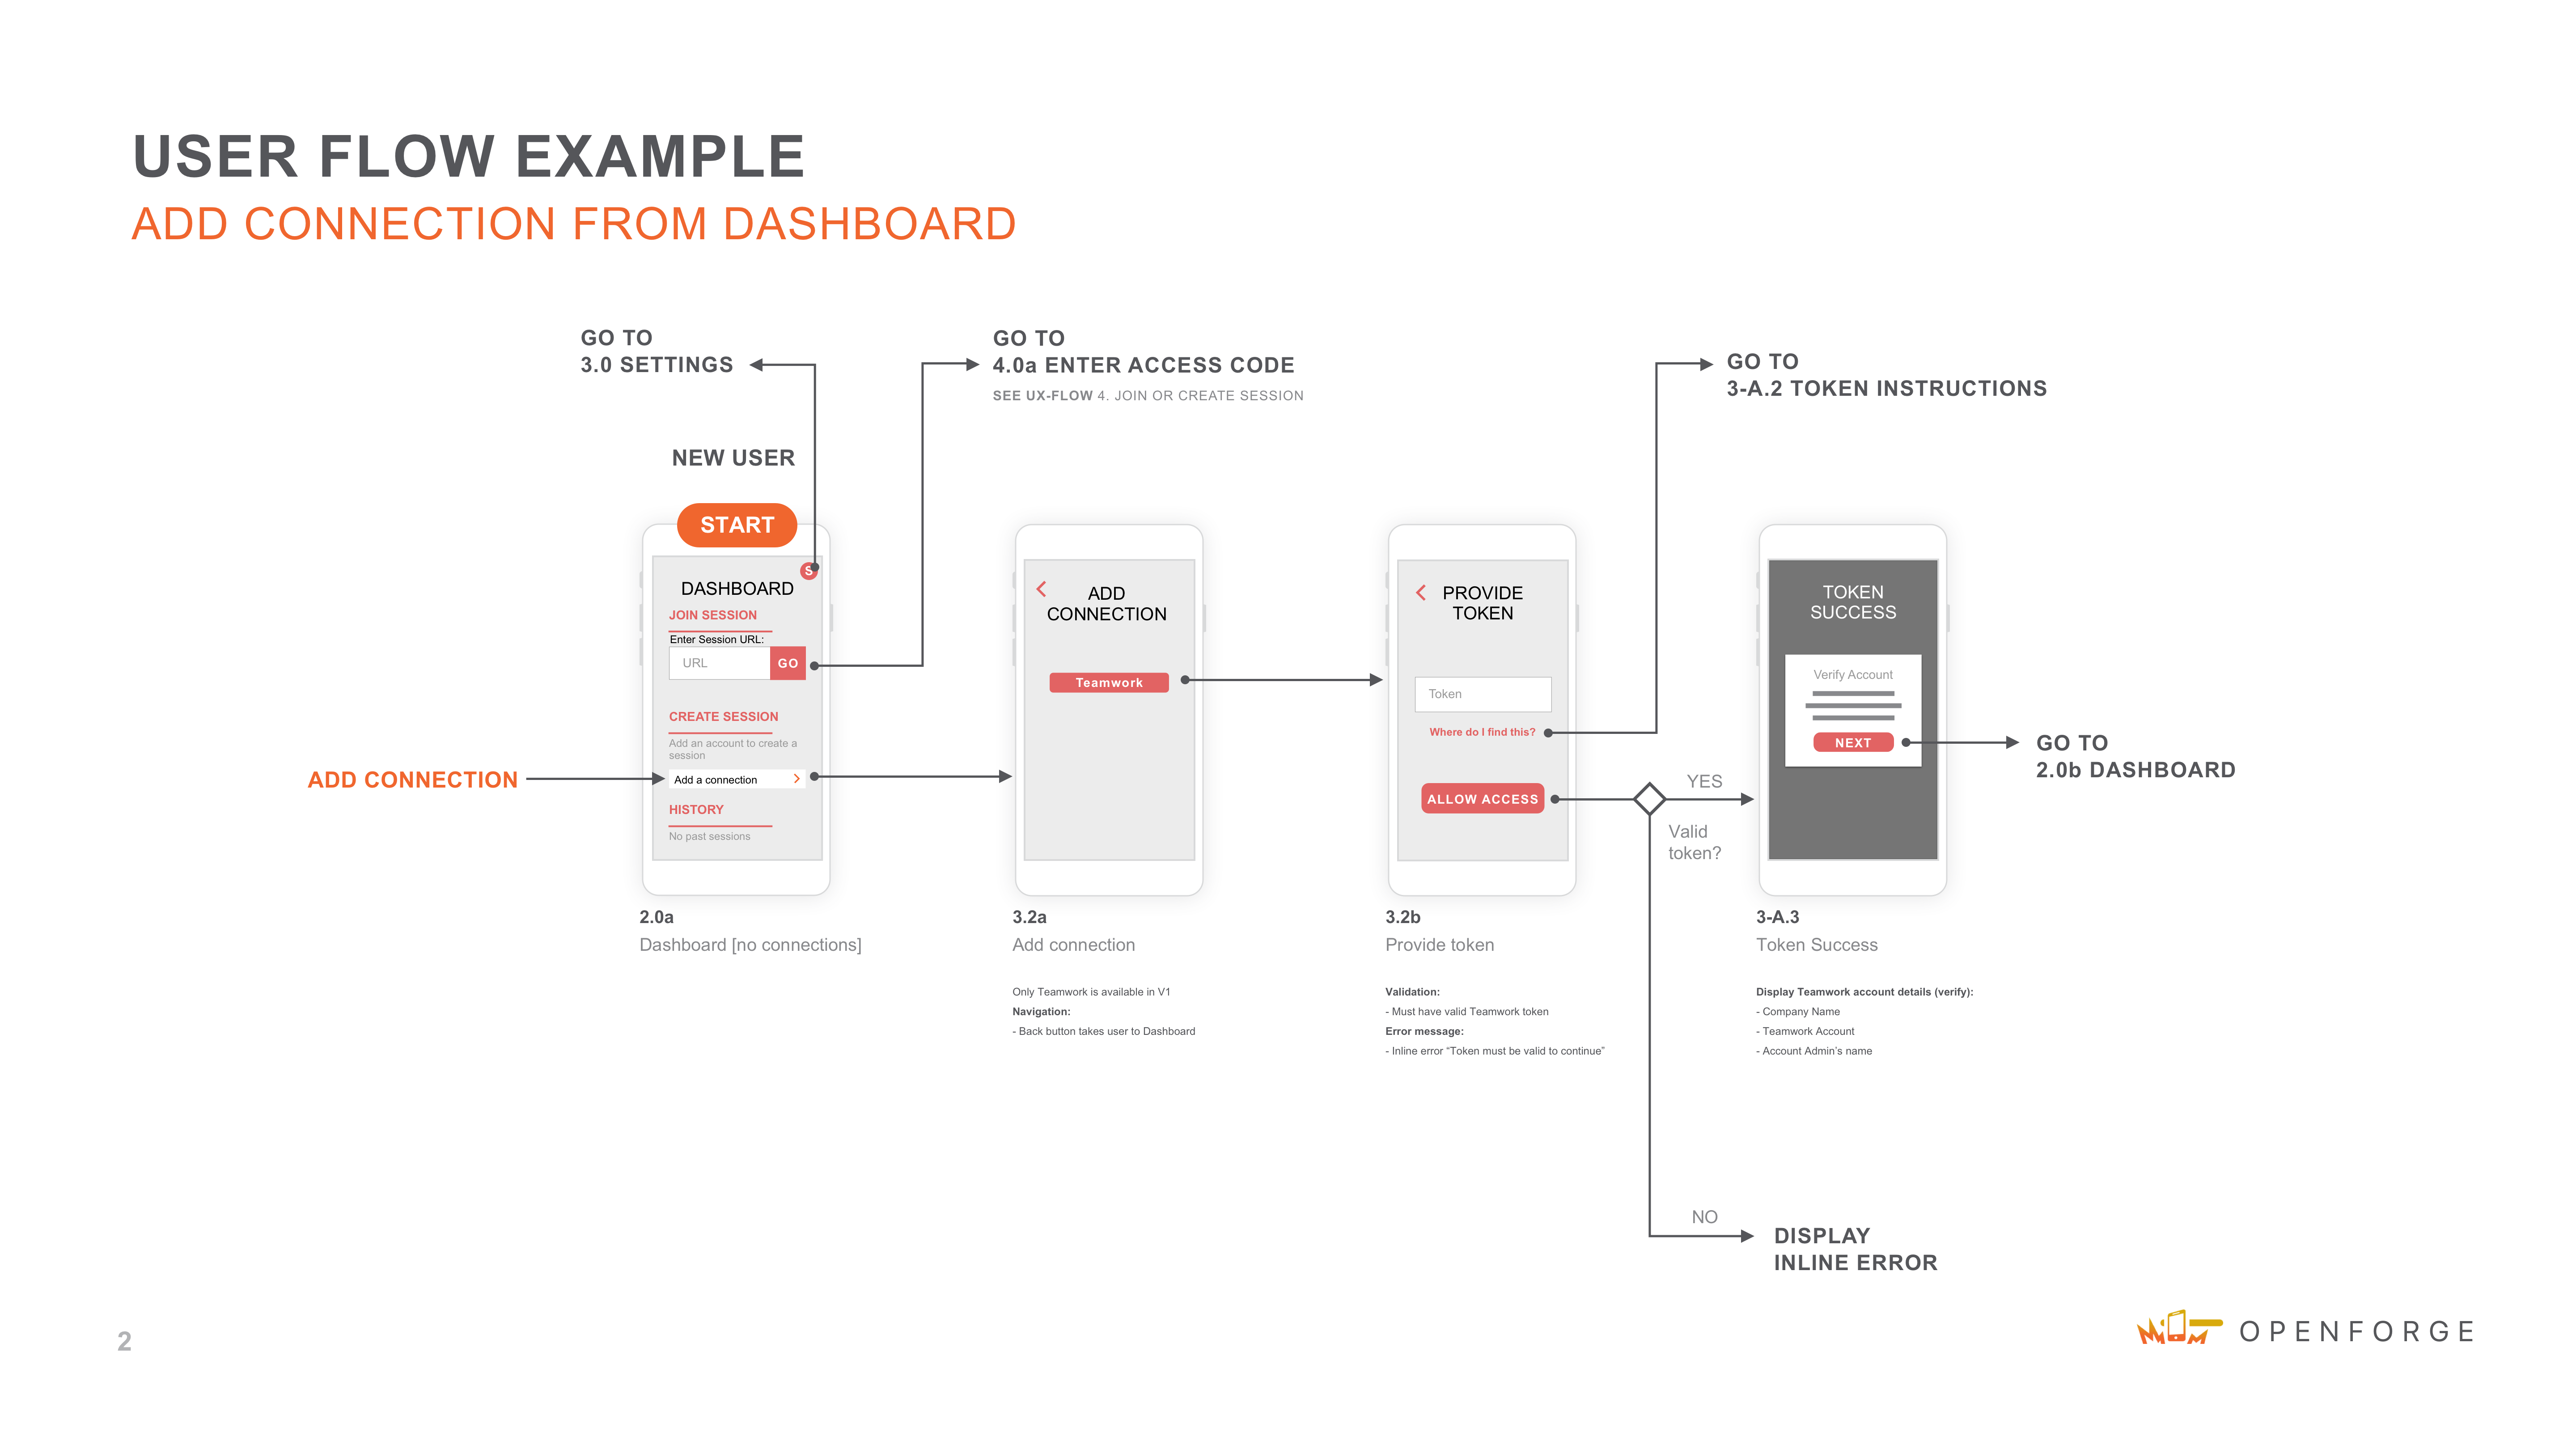 USER FLOW EXAMPLE
ADD CONNECTION FROM DASHBOARD
GO TO
3.0 SETTINGS
GO TO
4.0a ENTER ACCESS CODE
SEE UX-FLOW 4. JOIN OR CREATE SESSION
GO TO
3-A.2 TOKEN INSTRUCTIONS
NEW USER
START
S
DASHBOARD
JOIN SESSION
Enter Session URL:
URL
GO
CREATE SESSION
Add an account to create a
session
ADD CONNECTION
Add a connection
HISTORY
No past sessions
ADD
CONNECTION
Teamwork
PROVIDE
TOKEN
Token
Where do I find this?
ALLOW ACCESS
YES
Valid
token?
TOKEN
SUCCESS
Verify Account
NEXT
GO TO
2.0b DASHBOARD
2.0a
Dashboard [no connections]
3.2a
Add connection
Only Teamwork is available in V1
Navigation:
- Back button takes user to Dashboard
3.2b
Provide token
Validation:
- Must have valid Teamwork token
Error message:
- Inline error “Token must be valid to continue”
3-A.3
Token Success
Display Teamwork account details (verify):
- Company Name
- Teamwork Account
- Account Admin’s name
NO
DISPLAY
INLINE ERROR
2
OPENFORGE